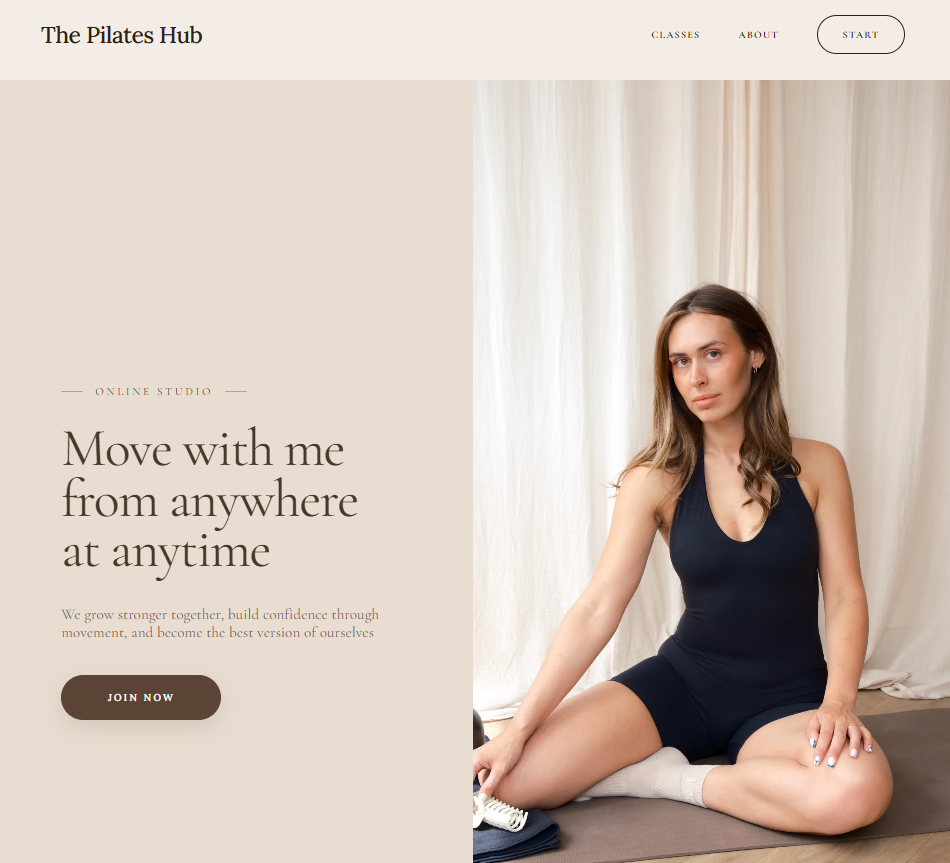 The Pilates Hub
CLASSES
ABOUT
START
ONLINE STUDIO
Move with me
from anywhere
at anytime
We grow stronger together, build confidence through
movement, and become the best version of ourselves
JOIN NOW